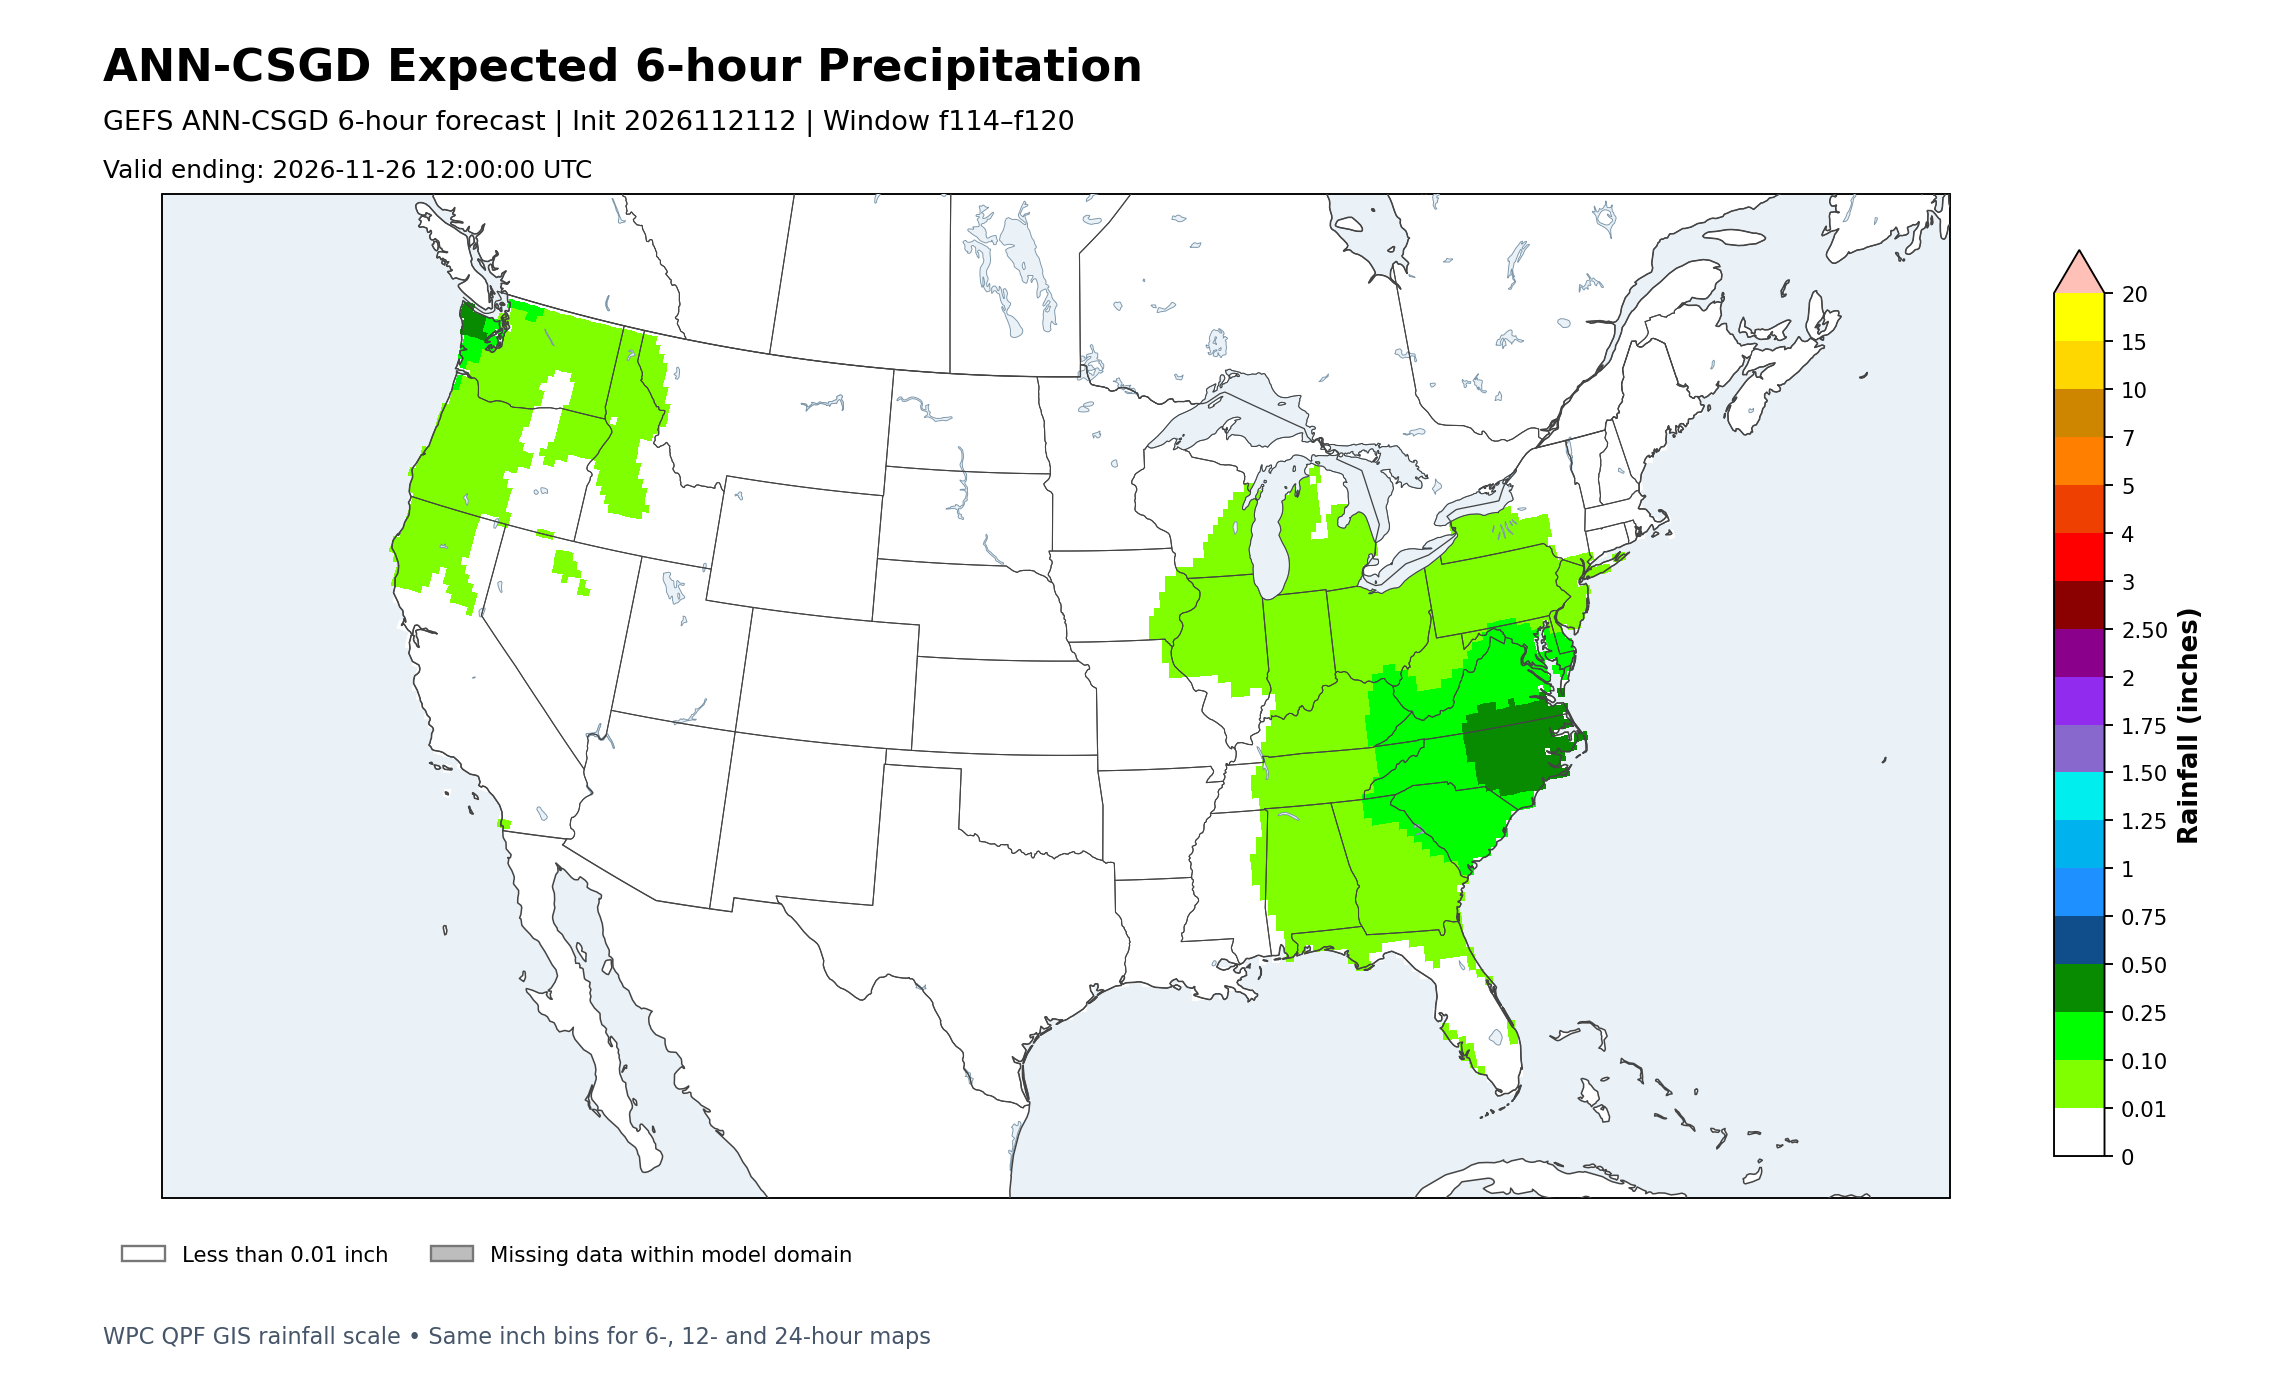 ANN-CSGD Expected 6-hour Precipitation
GEFS ANN-CSGD 6-hour forecast | Init 2026112112 | Window f114–f120
Valid ending: 2026-11-26 12:00:00 UTC
20
15
10
7
5
4
3
2.50
2
1.75
1.50
1.25
1
0.75
0.50
0.25
0.10
0.01
0
Rainfall (inches)
Less than 0.01 inch
Missing data within model domain
WPC QPF GIS rainfall scale • Same inch bins for 6-, 12- and 24-hour maps